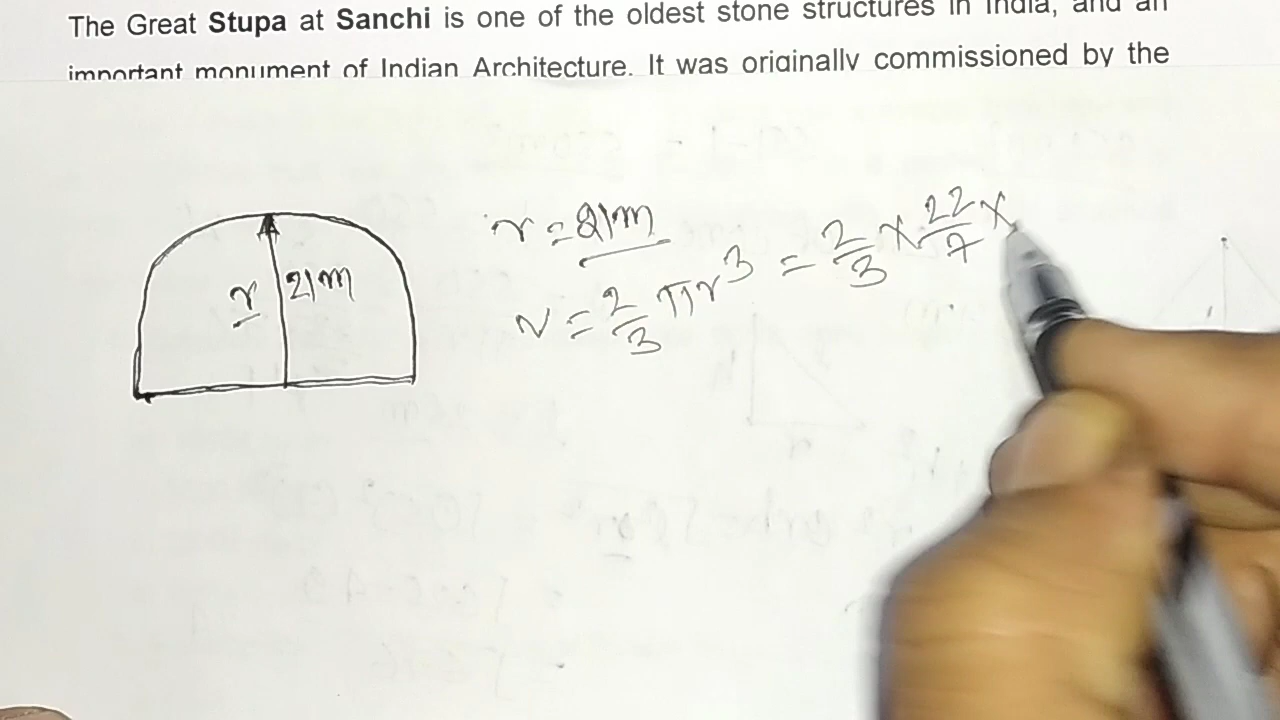 The Great Stupa at Sanchi is one of the oldest stone structures in India, and an
important monument of Indian Architecture. It was originally commissioned by the
r = 21m
r 21m
v = 2/3 πr³ = 2/3 × 22/7 ×